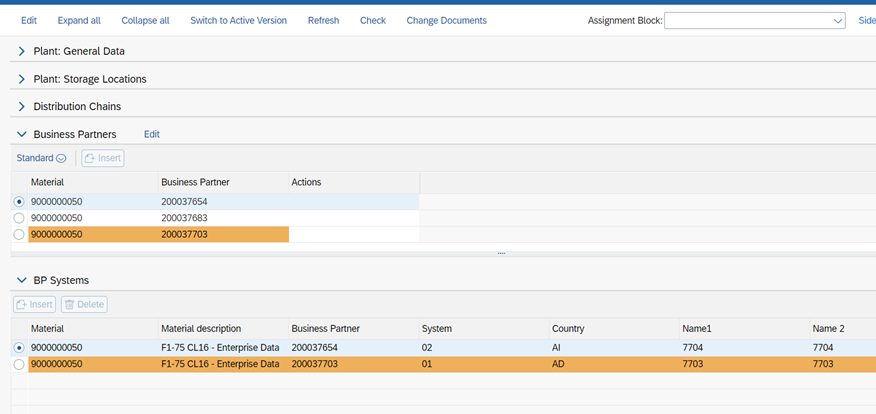 Edit Expand all Collapse all Switch to Active Version Refresh Check Change Documents Assignment Block: Side
Plant: General Data
Plant: Storage Locations
Distribution Chains
Business Partners Edit
Standard Insert
Material Business Partner Actions
9000000050 200037654
9000000050 200037683
9000000050 200037703
BP Systems
Insert Delete
Material Material description Business Partner System Country Name1 Name 2
9000000050 F1-75 CL16 - Enterprise Data 200037654 02 AI 7704 7704
9000000050 F1-75 CL16 - Enterprise Data 200037703 01 AD 7703 7703